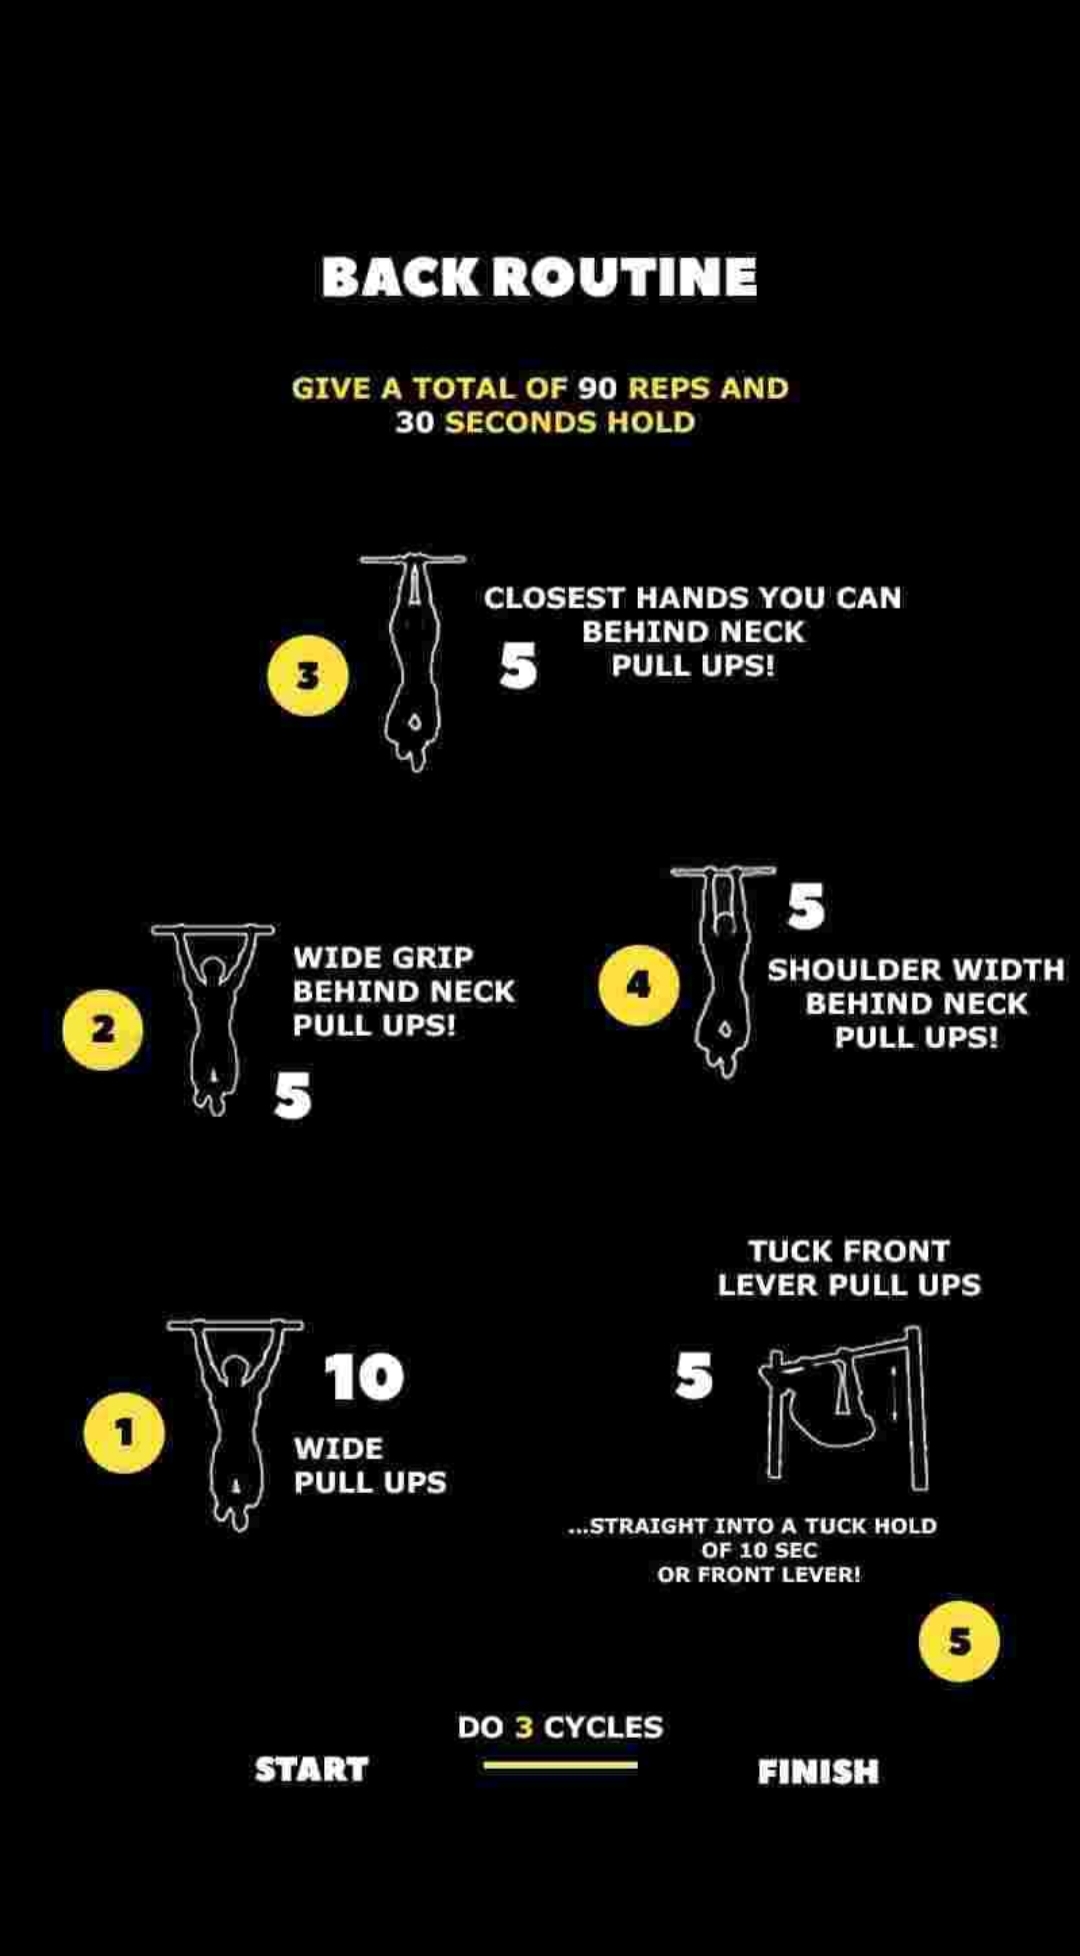 BACK ROUTINE
GIVE A TOTAL OF 90 REPS AND
30 SECONDS HOLD
3
CLOSEST HANDS YOU CAN
BEHIND NECK
5 PULL UPS!
2
WIDE GRIP
BEHIND NECK
PULL UPS!
5
4
5
SHOULDER WIDTH
BEHIND NECK
PULL UPS!
1
10
WIDE
PULL UPS
TUCK FRONT
LEVER PULL UPS
5
...STRAIGHT INTO A TUCK HOLD
OF 10 SEC
OR FRONT LEVER!
5
DO 3 CYCLES
START
FINISH